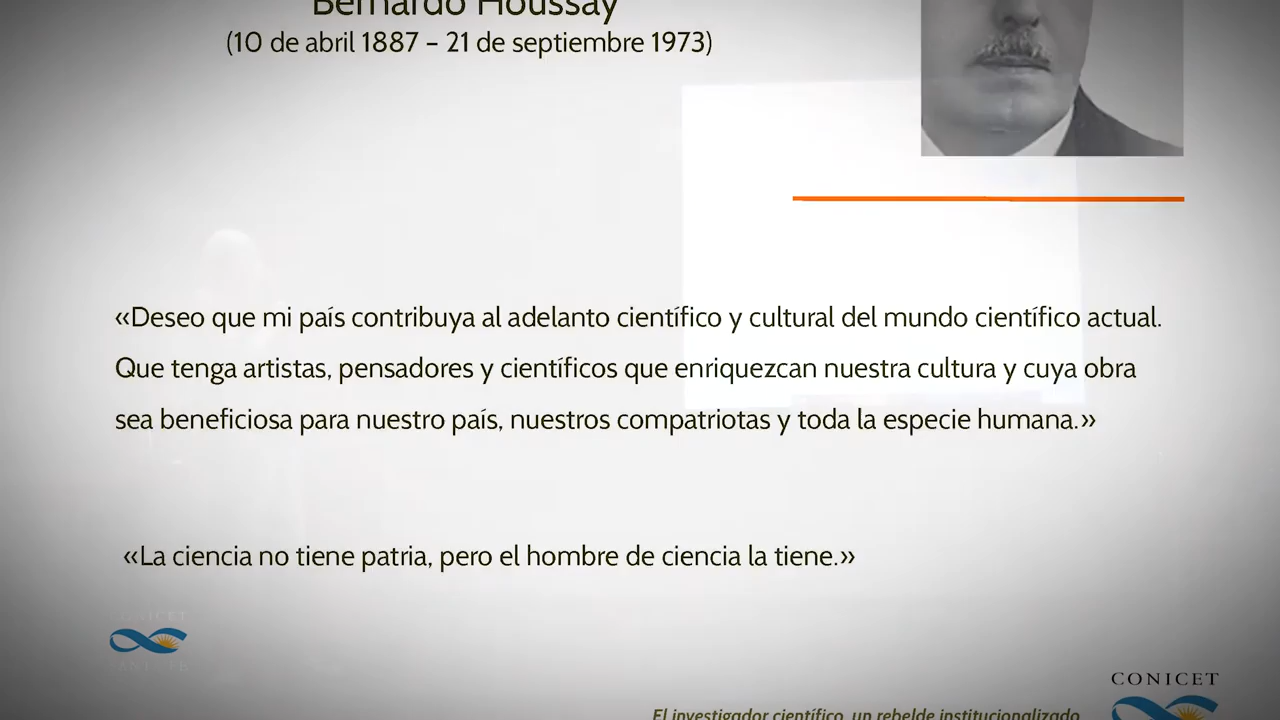 Bernardo Houssay
(10 de abril 1887 – 21 de septiembre 1973)
«Deseo que mi país contribuya al adelanto científico y cultural del mundo científico actual.
Que tenga artistas, pensadores y científicos que enriquezcan nuestra cultura y cuya obra
sea beneficiosa para nuestro país, nuestros compatriotas y toda la especie humana.»
«La ciencia no tiene patria, pero el hombre de ciencia la tiene.»
CONICET
El investigador científico, un rebelde institucionalizado